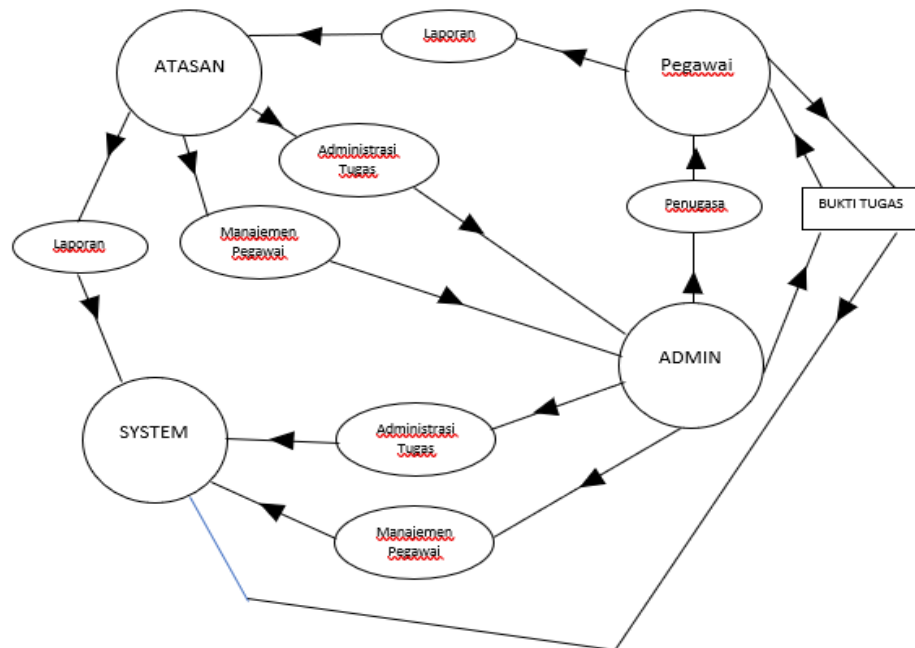 Laporan
ATASAN
Pegawai
Administrasi
Tugas
Penugasa
BUKTI TUGAS
Laporan
Manajemen
Pegawai
ADMIN
SYSTEM
Administrasi
Tugas
Manajemen
Pegawai